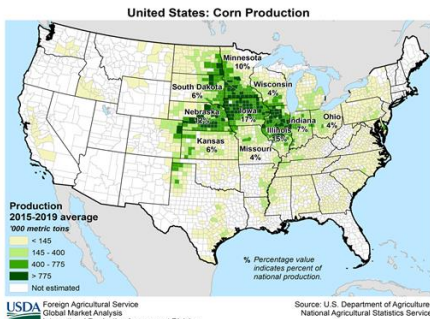 United States: Corn Production
Minnesota
10%
South Dakota
6%
Wisconsin
4%
Nebraska
Iowa
17%
Illinois
15%
Indiana
7%
Ohio
4%
Kansas
6%
Missouri
4%
Production
2015-2019 average
'000 metric tons
< 145
145 - 400
400 - 775
> 775
Not estimated
% Percentage value
indicates percent of
national production.
USDA Foreign Agricultural Service
Global Market Analysis
Source: U.S. Department of Agriculture
National Agricultural Statistics Service